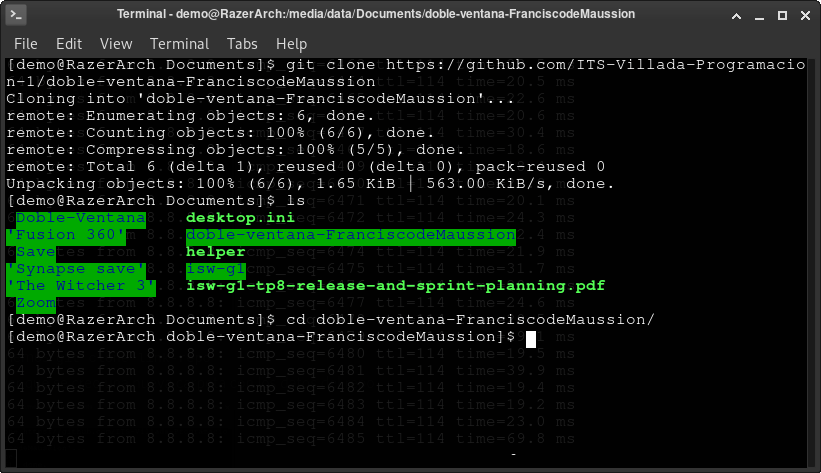 Terminal - demo@RazerArch:/media/data/Documents/doble-ventana-FranciscodeMaussion
File Edit View Terminal Tabs Help
[demo@RazerArch Documents]$ git clone https://github.com/ITS-Villada-Programacio
n-1/doble-ventana-FranciscodeMaussion
Cloning into 'doble-ventana-FranciscodeMaussion'...
remote: Enumerating objects: 6, done.
remote: Counting objects: 100% (6/6), done.
remote: Compressing objects: 100% (5/5), done.
remote: Total 6 (delta 1), reused 0 (delta 0), pack-reused 0
Unpacking objects: 100% (6/6), 1.65 KiB | 563.00 KiB/s, done.
[demo@RazerArch Documents]$ ls
Doble-Ventana desktop.ini
'Fusion 360' doble-ventana-FranciscodeMaussion
Save helper
'Synapse save' isw-g1
'The Witcher 3' isw-g1-tp8-release-and-sprint-planning.pdf
Zoom
[demo@RazerArch Documents]$ cd doble-ventana-FranciscodeMaussion/
[demo@RazerArch doble-ventana-FranciscodeMaussion]$
64 bytes from 8.8.8.8: icmp_seq=6480 ttl=114
64 bytes from 8.8.8.8: icmp_seq=6481 ttl=114 time=39.9 ms
64 bytes from 8.8.8.8: icmp_seq=6482 ttl=114 time=19.4 ms
64 bytes from 8.8.8.8: icmp_seq=6483 ttl=114 time=19.2 ms
64 bytes from 8.8.8.8: icmp_seq=6484 ttl=114 time=23.0 ms
64 bytes from 8.8.8.8: icmp_seq=6485 ttl=114 time=69.8 ms